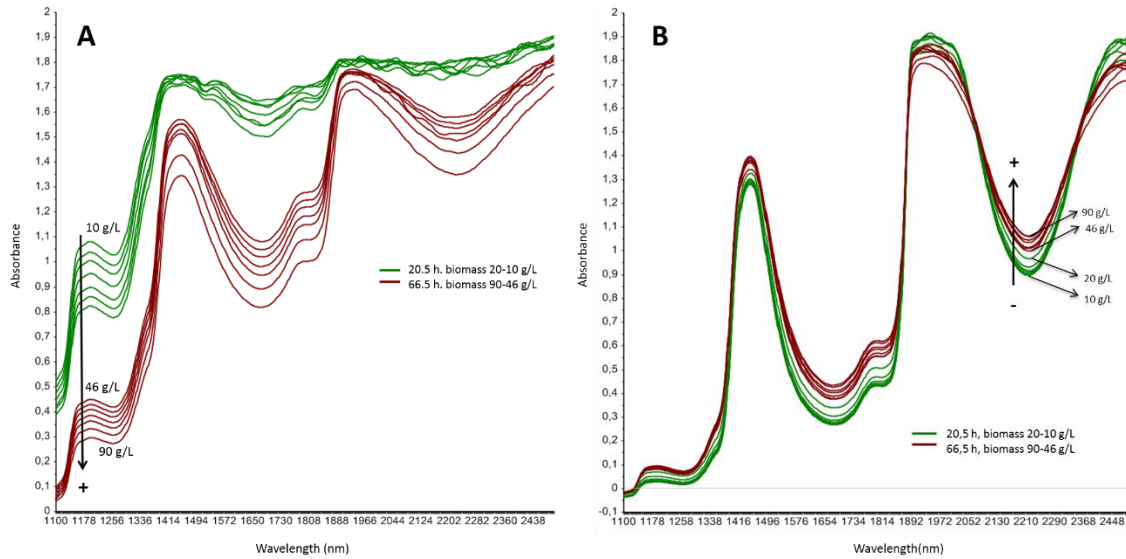 A
2
1,9
1,8
1,7
1,6
1,5
1,4
1,3
1,2
1,1
1
0,9
0,8
0,7
0,6
0,5
0,4
0,3
0,2
0,1
0
Absorbance
10 g/L
46 g/L
90 g/L
+
20.5 h. biomass 20-10 g/L
66.5 h. biomass 90-46 g/L
1100 1178 1256 1336 1414 1494 1572 1650 1730 1808 1888 1966 2044 2124 2202 2282 2360 2438
Wavelength (nm)
B
2
1,9
1,8
1,7
1,6
1,5
1,4
1,3
1,2
1,1
1
0,9
0,8
0,7
0,6
0,5
0,4
0,3
0,2
0,1
0
-0,1
Absorbance
+
90 g/L
46 g/L
20 g/L
10 g/L
-
20,5 h, biomass 20-10 g/L
66,5 h, biomass 90-46 g/L
1100 1178 1258 1338 1416 1496 1576 1654 1734 1814 1892 1972 2052 2130 2210 2290 2368 2448
Wavelength(nm)